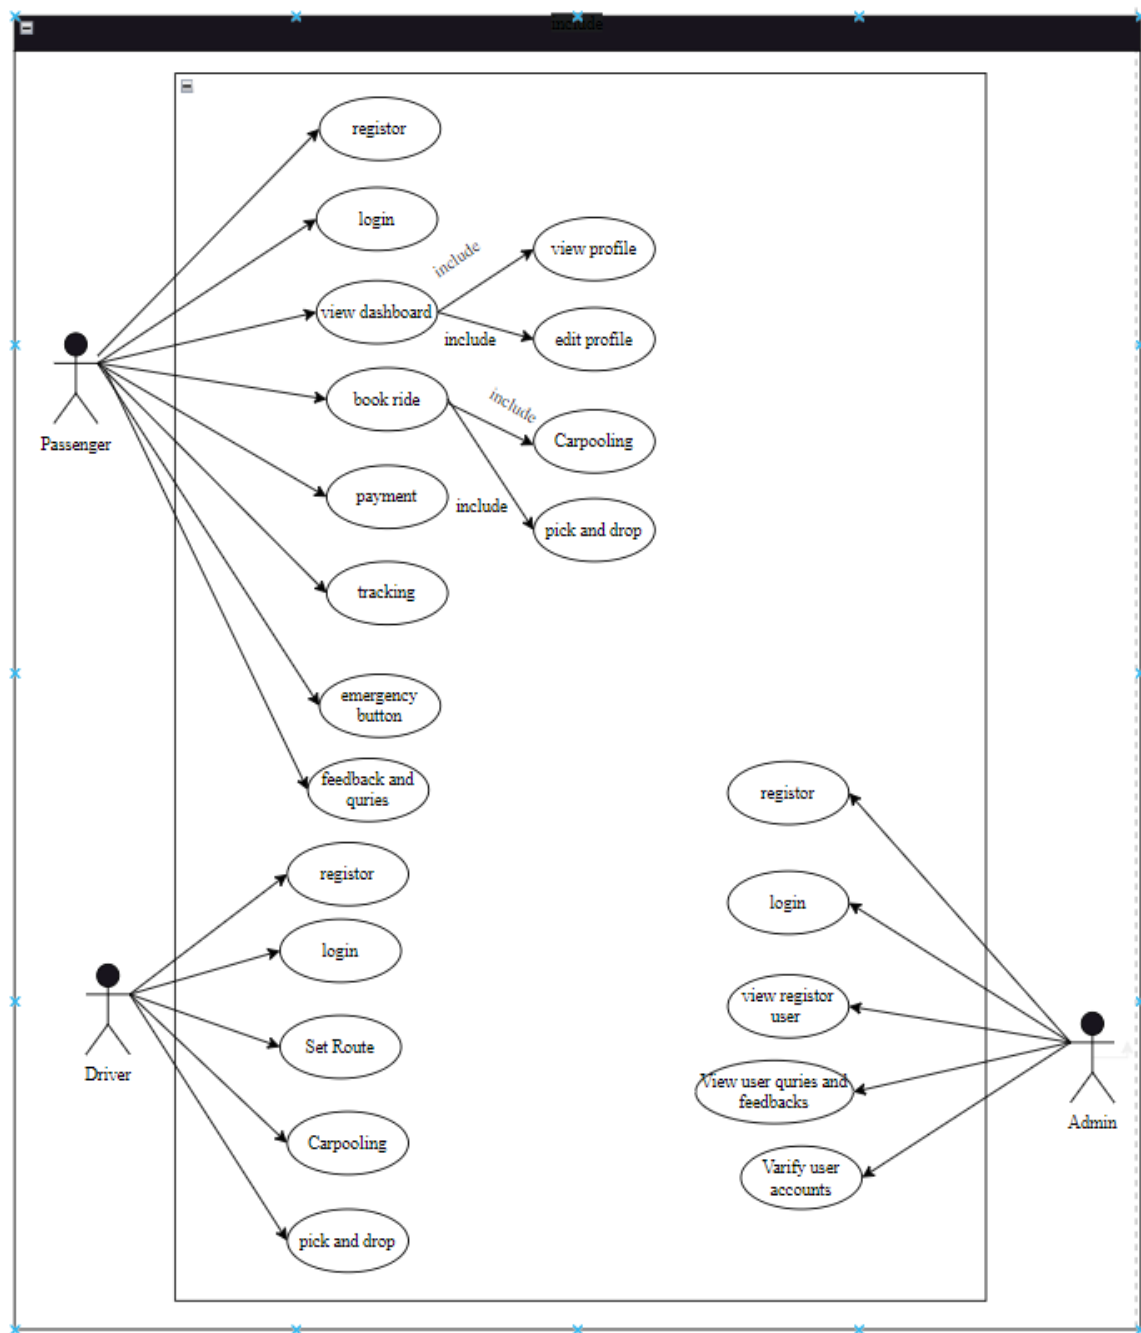 include
registor
login
include
view profile
view dashboard
include
edit profile
book ride
include
Carpooling
Passenger
payment
include
pick and drop
tracking
emergency
button
feedback and
quries
registor
login
Set Route
Carpooling
pick and drop
Driver
registor
login
view registor
user
View user quries and
feedbacks
Varify user
accounts
Admin